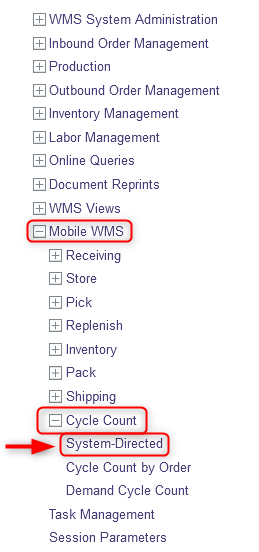 WMS System Administration
Inbound Order Management
Production
Outbound Order Management
Inventory Management
Labor Management
Online Queries
Document Reprints
WMS Views
Mobile WMS
Receiving
Store
Pick
Replenish
Inventory
Pack
Shipping
Cycle Count
System-Directed
Cycle Count by Order
Demand Cycle Count
Task Management
Session Parameters